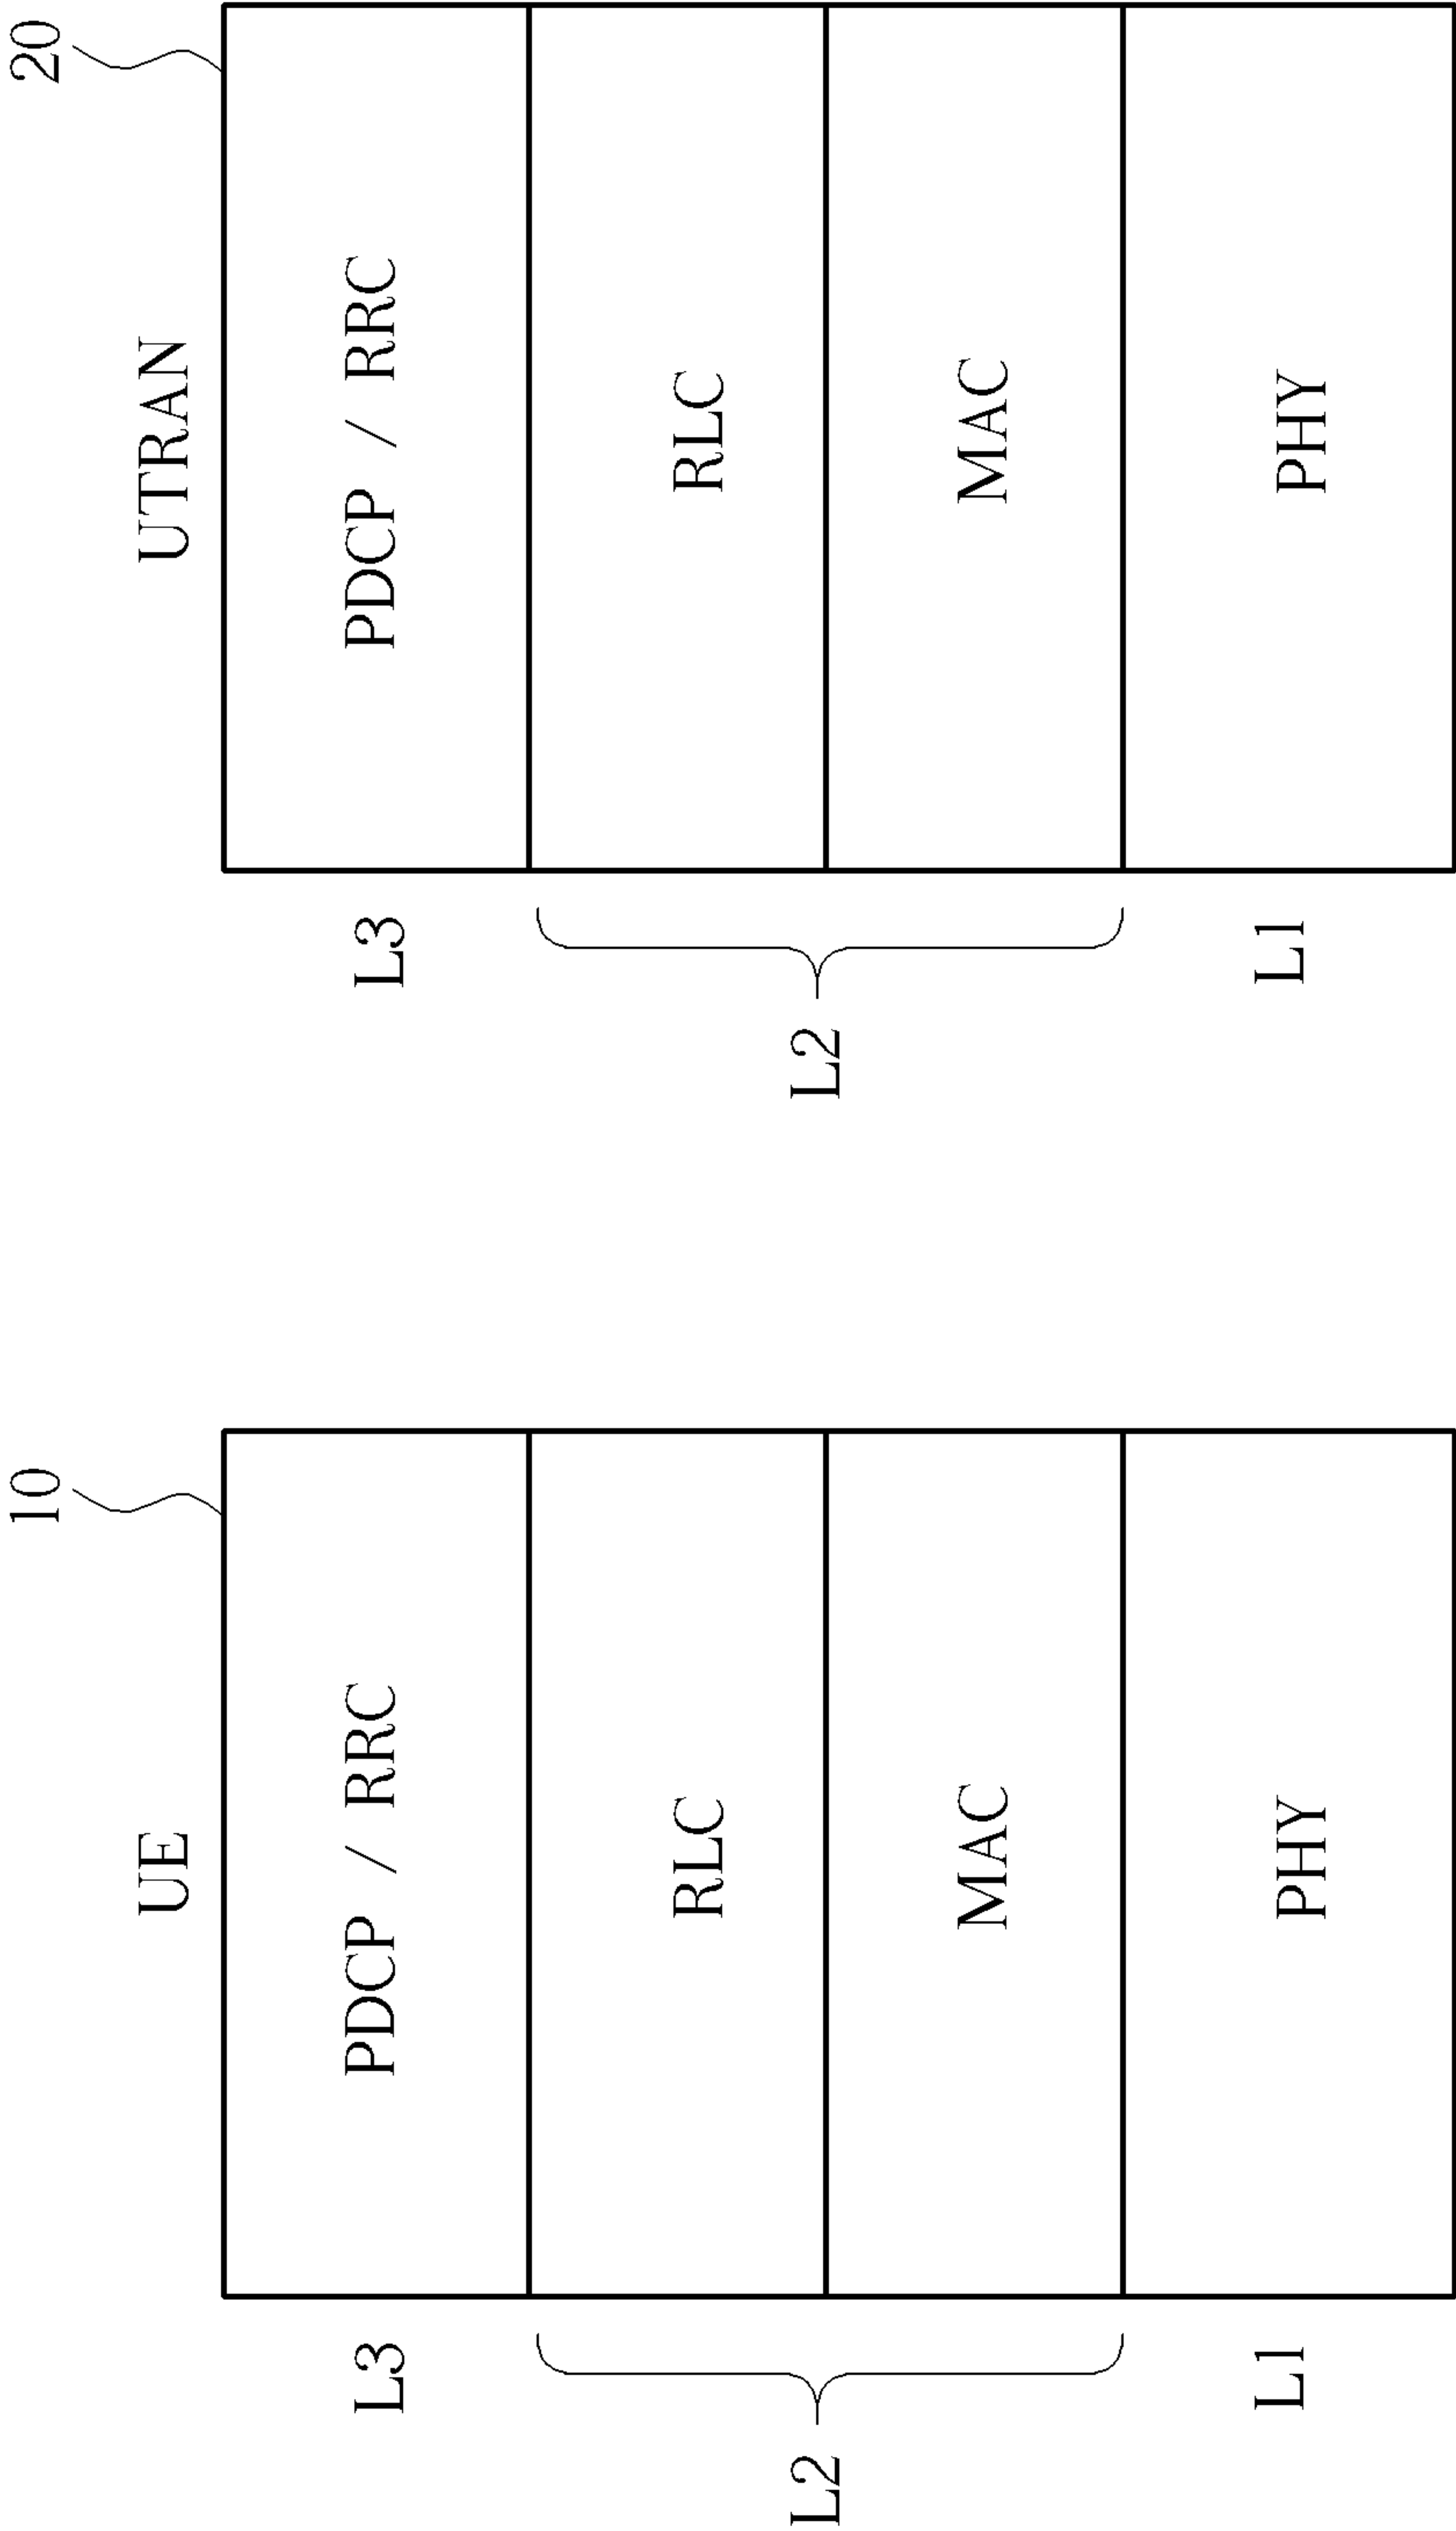 10
20
UE
UTRAN
L3
PDCP / RRC
L3
PDCP / RRC
L2
RLC
L2
RLC
MAC
MAC
L1
PHY
L1
PHY